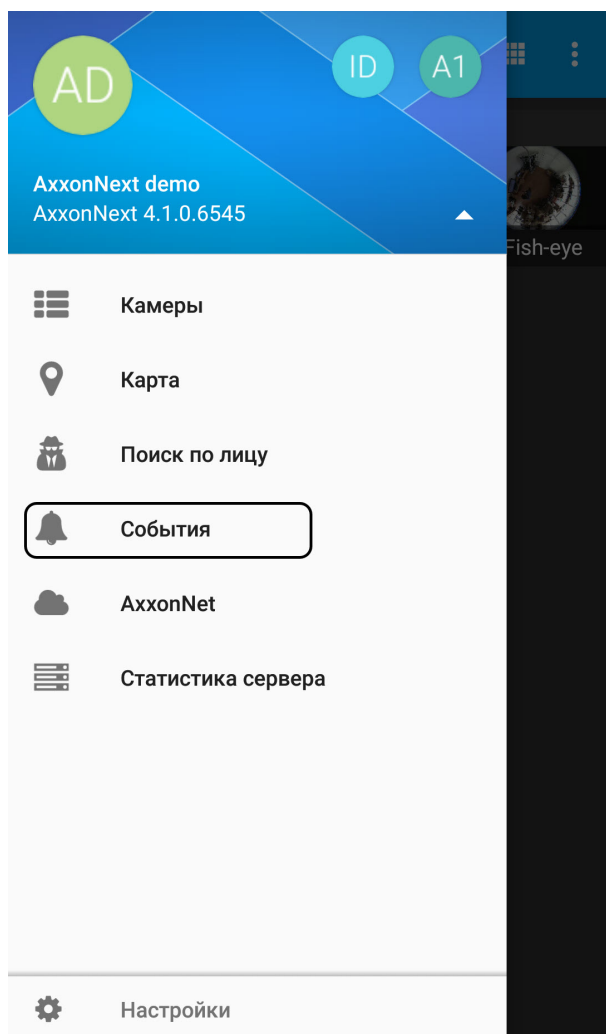 AD
ID
A1
AxxonNext demo
AxxonNext 4.1.0.6545
Fish-eye
Камеры
Карта
Поиск по лицу
События
AxxonNet
Статистика сервера
Настройки